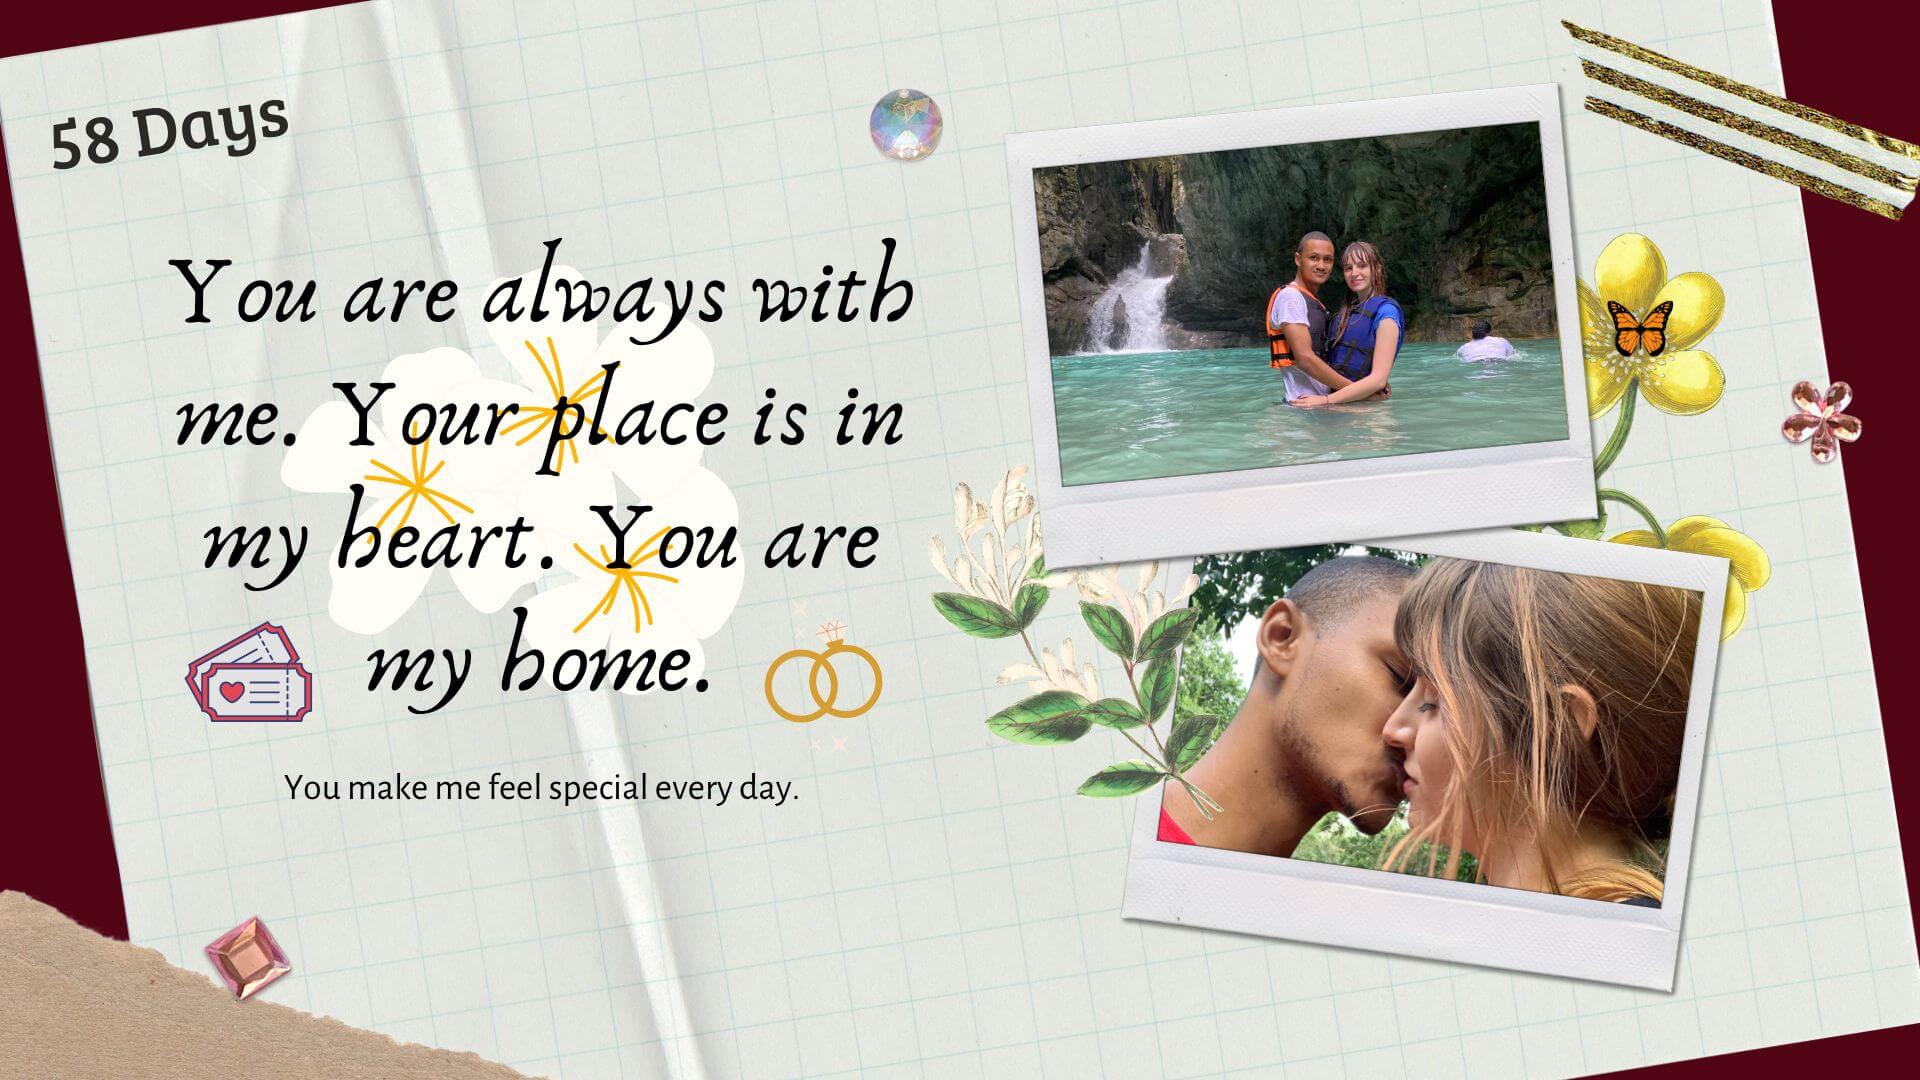 58 Days
You are always with
me. Your place is in
my heart. You are
my home.
You make me feel special every day.